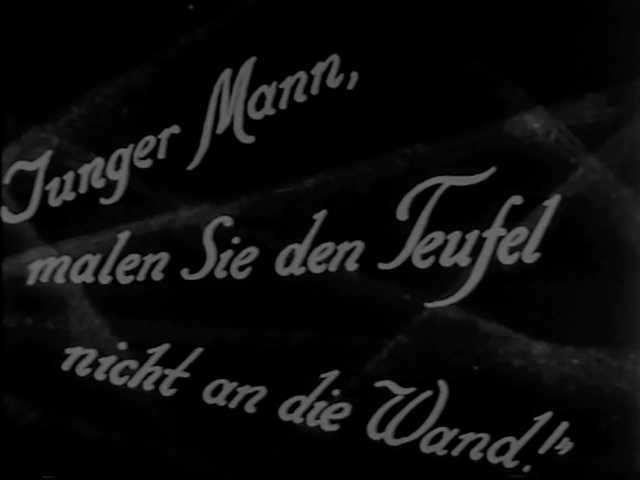 Junger Mann,
malen Sie den Teufel
nicht an die Wand!"